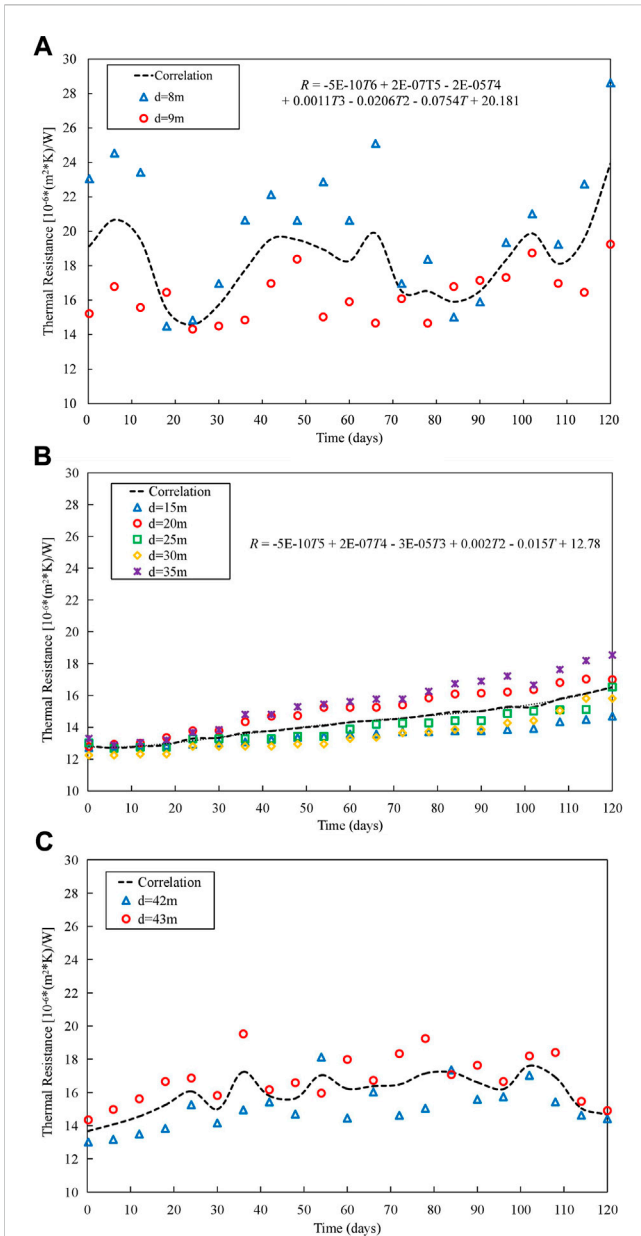 A
30
28
26
24
22
20
18
16
14
12
10
Thermal Resistance [10⁻⁶*(m²*K)/W]
Correlation
d=8m
d=9m
R = -5E-10T6 + 2E-07T5 - 2E-05T4
+ 0.0011T3 - 0.0206T2 - 0.0754T + 20.181
0 10 20 30 40 50 60 70 80 90 100 110 120
Time (days)
B
30
28
26
24
22
20
18
16
14
12
10
Thermal Resistance [10⁻⁶*(m²*K)/W]
Correlation
d=15m
d=20m
d=25m
d=30m
d=35m
R = -5E-10T5 + 2E-07T4 - 3E-05T3 + 0.002T2 - 0.015T + 12.78
0 10 20 30 40 50 60 70 80 90 100 110 120
Time (days)
C
30
28
26
24
22
20
18
16
14
12
10
Thermal Resistance [10⁻⁶*(m²*K)/W]
Correlation
d=42m
d=43m
0 10 20 30 40 50 60 70 80 90 100 110 120
Time (days)